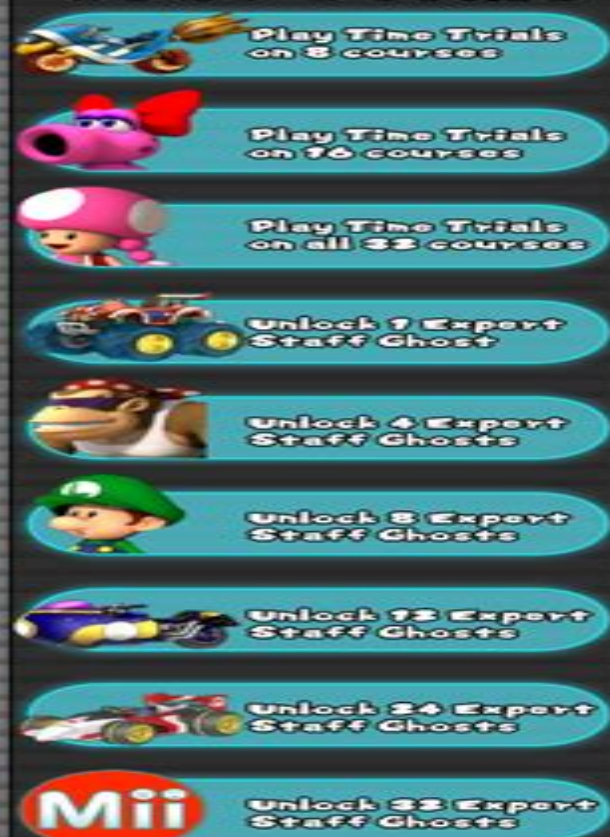 Play Time Trials
on 8 courses
Play Time Trials
on 16 courses
Play Time Trials
on all 32 courses
Unlock 1 Expert
Staff Ghost
Unlock 4 Expert
Staff Ghosts
Unlock 8 Expert
Staff Ghosts
Unlock 12 Expert
Staff Ghosts
Unlock 24 Expert
Staff Ghosts
Mii
Unlock 32 Expert
Staff Ghosts